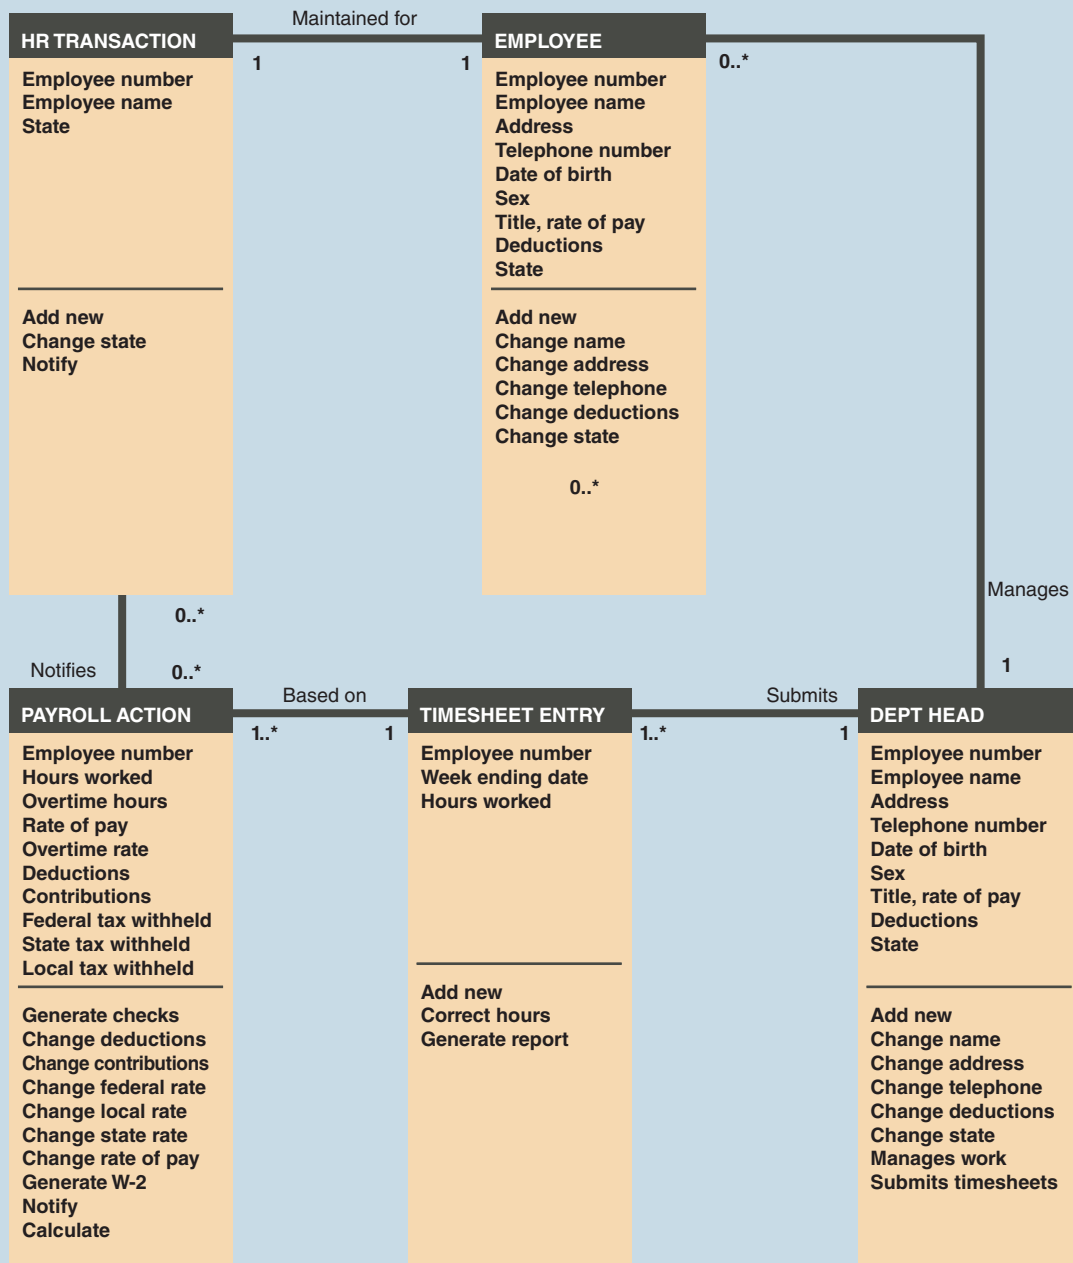 Maintained for
HR TRANSACTION
1
1
Employee number
Employee name
State
Add new
Change state
Notify
EMPLOYEE
0..*
Employee number
Employee name
Address
Telephone number
Date of birth
Sex
Title, rate of pay
Deductions
State
Add new
Change name
Change address
Change telephone
Change deductions
Change state
0..*
Manages
1
0..*
Notifies
0..*
PAYROLL ACTION
Based on
1..*
1
Employee number
Hours worked
Overtime hours
Rate of pay
Overtime rate
Deductions
Contributions
Federal tax withheld
State tax withheld
Local tax withheld
Generate checks
Change deductions
Change contributions
Change federal rate
Change local rate
Change state rate
Change rate of pay
Generate W-2
Notify
Calculate
TIMESHEET ENTRY
Submits
1..*
1
Employee number
Week ending date
Hours worked
Add new
Correct hours
Generate report
DEPT HEAD
Employee number
Employee name
Address
Telephone number
Date of birth
Sex
Title, rate of pay
Deductions
State
Add new
Change name
Change address
Change telephone
Change deductions
Change state
Manages work
Submits timesheets